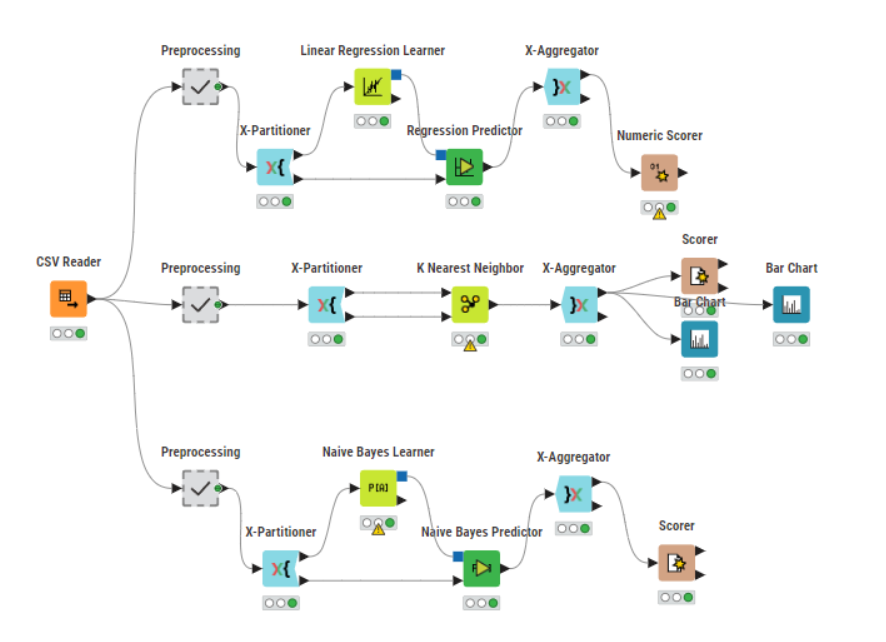 Preprocessing
Linear Regression Learner
X-Aggregator
X-Partitioner
Regression Predictor
Numeric Scorer
01
X{
}X
CSV Reader
Preprocessing
X-Partitioner
K Nearest Neighbor
X-Aggregator
Scorer
Bar Chart
Bar Chart
X{
}X
Preprocessing
Naive Bayes Learner
X-Aggregator
P(A)
}X
X-Partitioner
Naive Bayes Predictor
Scorer
X{